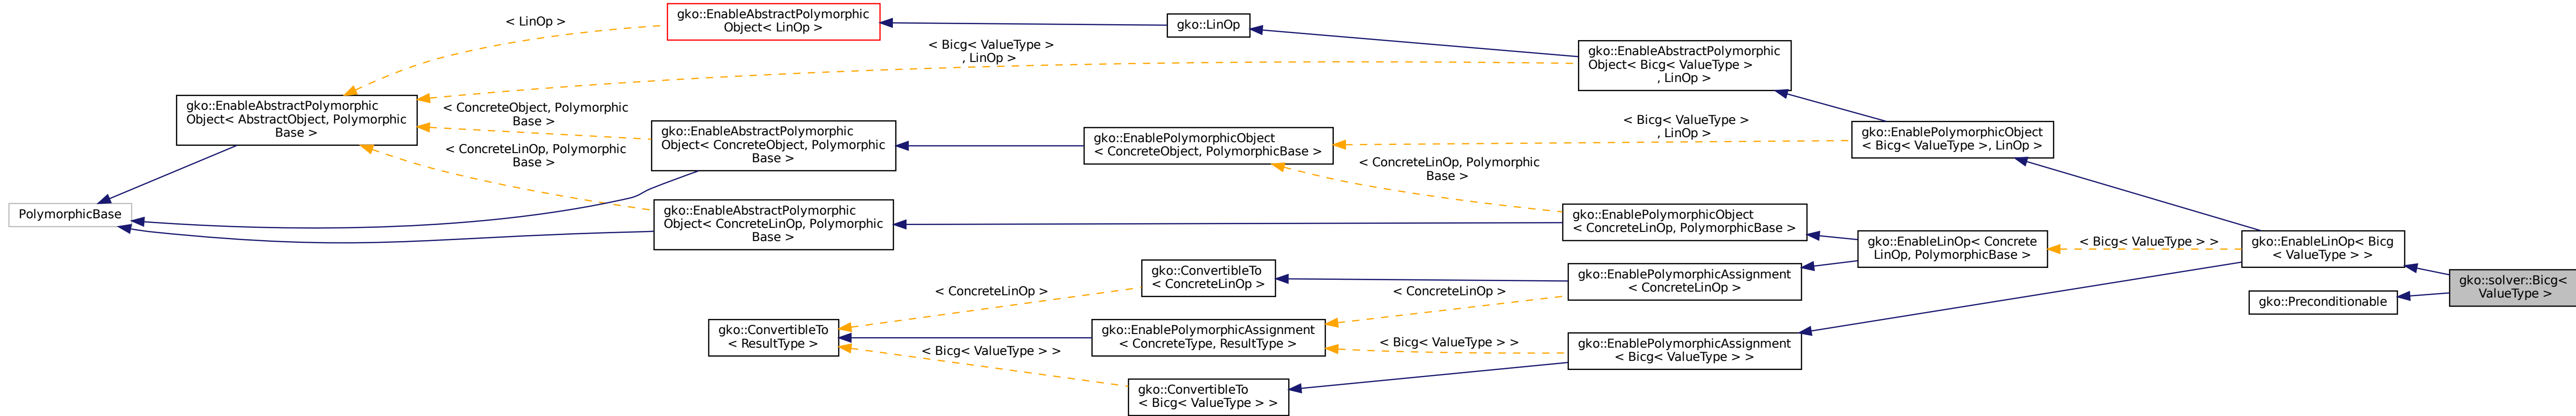 gko::EnableAbstractPolymorphic
Object< LinOp >
< LinOp >
gko::LinOp
< Bicg< ValueType >
, LinOp >
gko::EnableAbstractPolymorphic
Object< Bicg< ValueType >
, LinOp >
gko::EnableAbstractPolymorphic
Object< AbstractObject, Polymorphic
Base >
< ConcreteObject, Polymorphic
Base >
gko::EnableAbstractPolymorphic
Object< ConcreteObject, Polymorphic
Base >
gko::EnablePolymorphicObject
< ConcreteObject, PolymorphicBase >
< Bicg< ValueType >
, LinOp >
gko::EnablePolymorphicObject
< Bicg< ValueType >, LinOp >
< ConcreteLinOp, Polymorphic
Base >
< ConcreteLinOp, Polymorphic
Base >
PolymorphicBase
gko::EnableAbstractPolymorphic
Object< ConcreteLinOp, Polymorphic
Base >
gko::EnablePolymorphicObject
< ConcreteLinOp, PolymorphicBase >
gko::EnableLinOp< Concrete
LinOp, PolymorphicBase >
< Bicg< ValueType > >
gko::EnableLinOp< Bicg
< ValueType > >
gko::ConvertibleTo
< ConcreteLinOp >
gko::EnablePolymorphicAssignment
< ConcreteLinOp >
gko::solver::Bicg<
ValueType >
gko::Preconditionable
< ConcreteLinOp >
< ConcreteLinOp >
gko::ConvertibleTo
< ResultType >
gko::EnablePolymorphicAssignment
< ConcreteType, ResultType >
< Bicg< ValueType > >
gko::EnablePolymorphicAssignment
< Bicg< ValueType > >
< Bicg< ValueType > >
gko::ConvertibleTo
< Bicg< ValueType > >